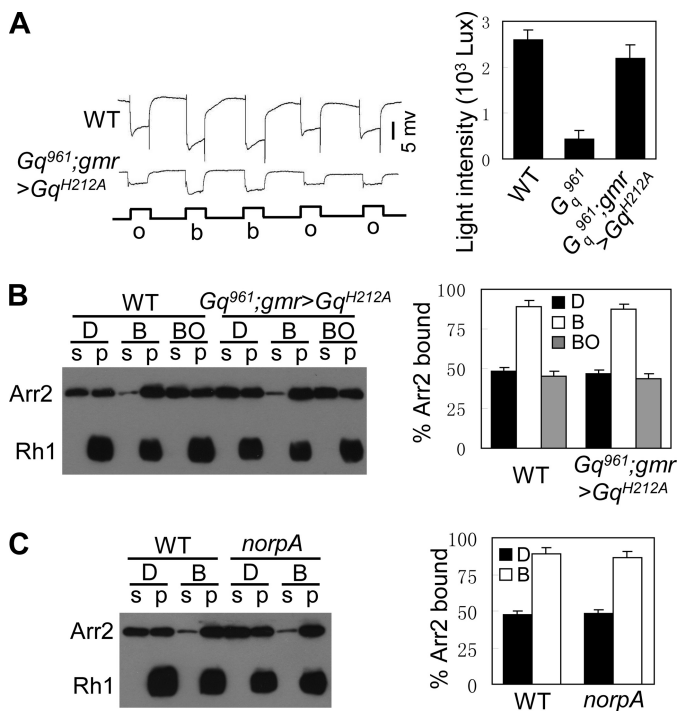 A
WT
5 mv
Gq961;gmr
>GqH212A
o b b o o
Light intensity (10³ Lux)
3
2
1
0
WT
Gq961
Gq961;gmr
>GqH212A
B
WT Gq961;gmr>GqH212A
D B BO D B BO
s p s p s p s p s p s p
Arr2
Rh1
% Arr2 bound
100
75
50
25
0
D
B
BO
WT
Gq961;gmr
>GqH212A
C
WT norpA
D B D B
s p s p s p s p
Arr2
Rh1
% Arr2 bound
100
75
50
25
0
D
B
WT norpA